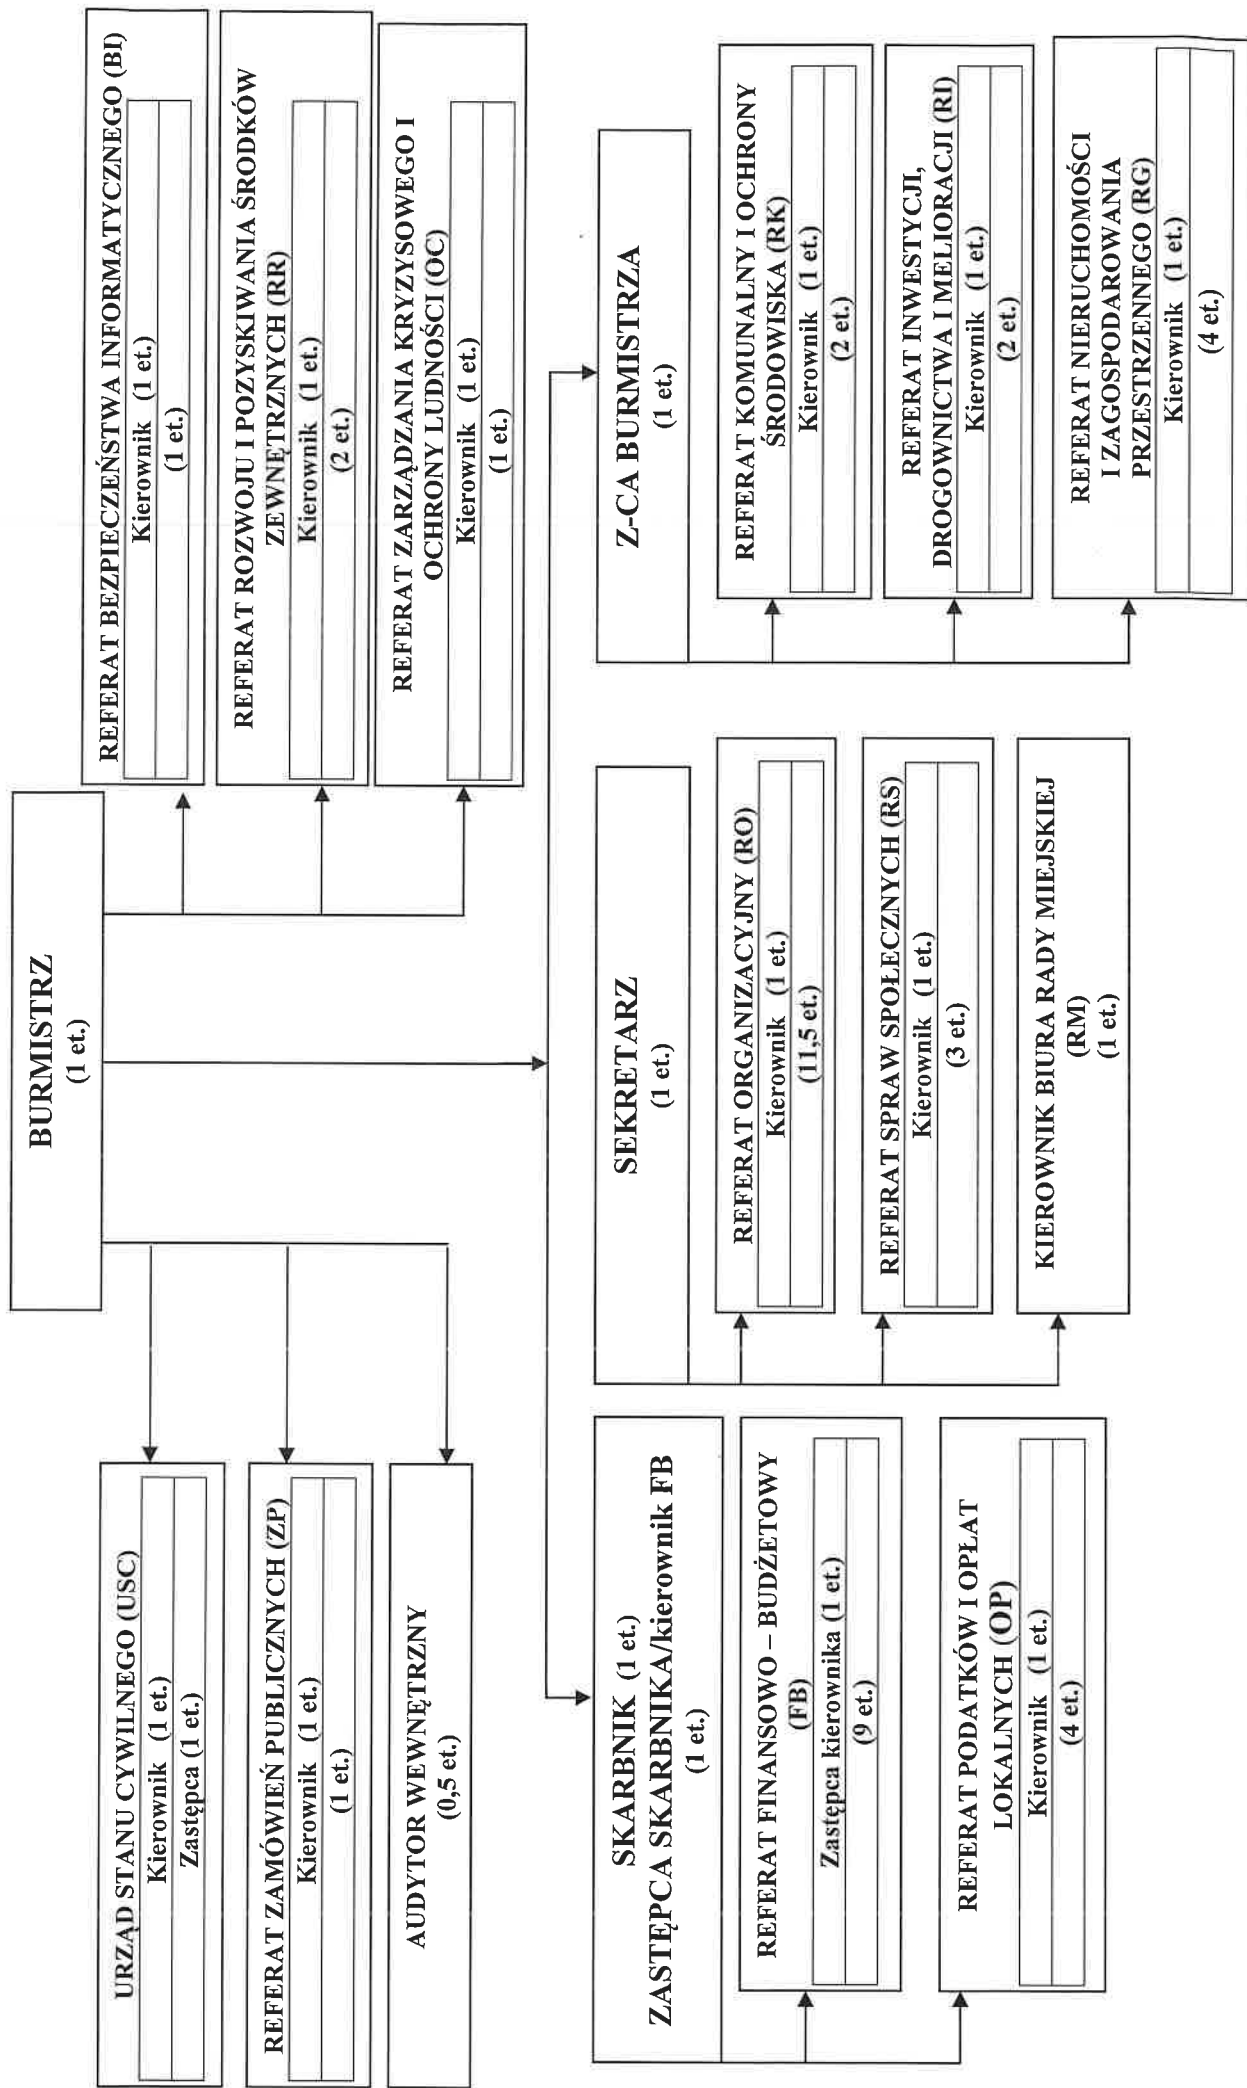 BURMISTRZ
(1 et.)
URZĄD STANU CYWILNEGO (USC)
Kierownik (1 et.)
Zastępca (1 et.)
REFERAT ZAMÓWIEŃ PUBLICZNYCH (ZP)
Kierownik (1 et.)
(1 et.)
AUDYTOR WEWNĘTRZNY
(0,5 et.)
REFERAT BEZPIECZEŃSTWA INFORMATYCZNEGO (BI)
Kierownik (1 et.)
(1 et.)
REFERAT ROZWOJU I POZYSKIWANIA ŚRODKÓW
ZEWNĘTRZNYCH (RR)
Kierownik (1 et.)
(2 et.)
REFERAT ZARZĄDZANIA KRYZYSOWEGO I
OCHRONY LUDNOŚCI (OC)
Kierownik (1 et.)
(1 et.)
SKARBNIK (1 et.)
ZASTĘPCA SKARBNIKA/kierownik FB
(1 et.)
REFERAT FINANSOWO – BUDŻETOWY
(FB)
Zastępca kierownika (1 et.)
(9 et.)
REFERAT PODATKÓW I OPŁAT
LOKALNYCH (OP)
Kierownik (1 et.)
(4 et.)
SEKRETARZ
(1 et.)
REFERAT ORGANIZACYJNY (RO)
Kierownik (1 et.)
(11,5 et.)
REFERAT SPRAW SPOŁECZNYCH (RS)
Kierownik (1 et.)
(3 et.)
KIEROWNIK BIURA RADY MIEJSKIEJ
(RM)
(1 et.)
Z-CA BURMISTRZA
(1 et.)
REFERAT KOMUNALNY I OCHRONY
ŚRODOWISKA (RK)
Kierownik (1 et.)
(2 et.)
REFERAT INWESTYCJI,
DROGOWNICTWA I MELIORACJI (RI)
Kierownik (1 et.)
(2 et.)
REFERAT NIERUCHOMOŚCI
I ZAGOSPODAROWANIA
PRZESTRZENNEGO (RG)
Kierownik (1 et.)
(4 et.)